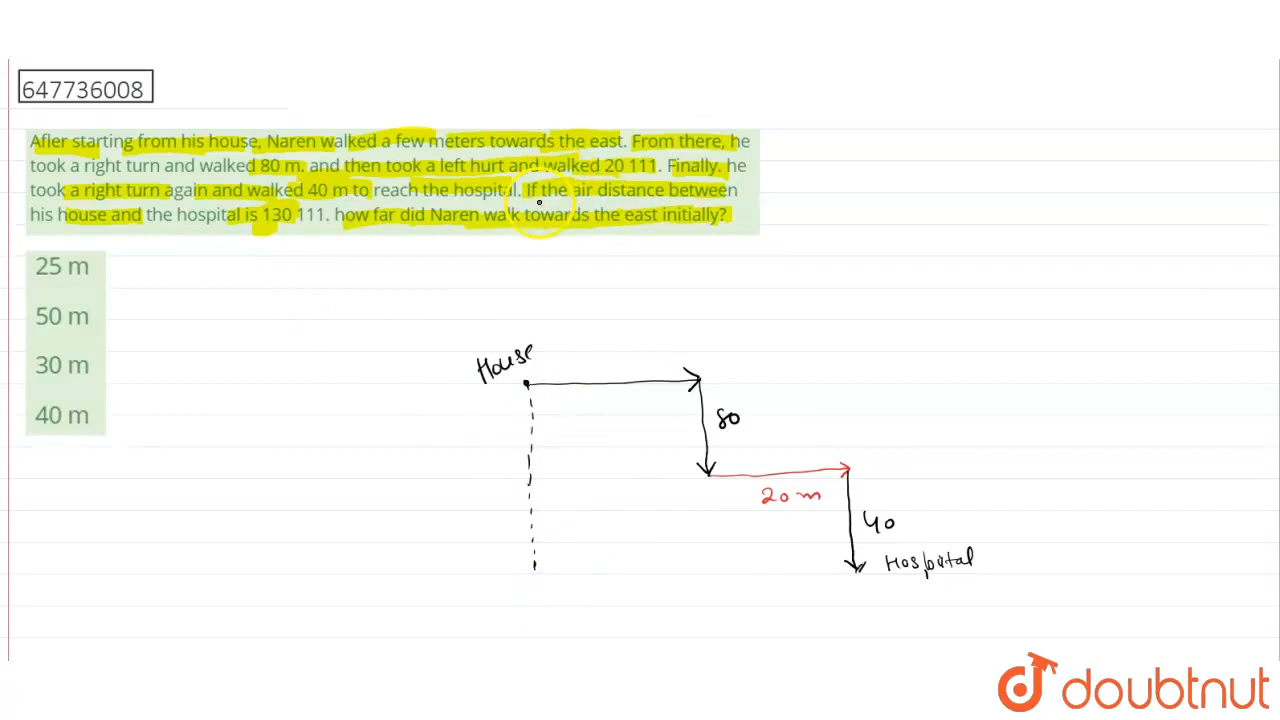 647736008
Afler starting from his house, Naren walked a few meters towards the east. From there, he
took a right turn and walked 80 m. and then took a left hurt and walked 20 111. Finally. he
took a right turn again and walked 40 m to reach the hospital. If the air distance between
his house and the hospital is 130 111. how far did Naren walk towards the east initially?
25 m
50 m
30 m
40 m
House
80
20 m
40
Hospital
doubtnut